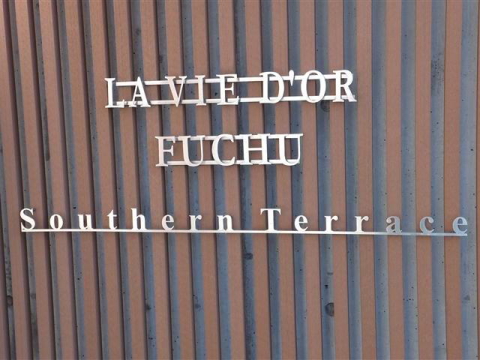 LA VIE D'OR
FUCHU
Southern Terrace